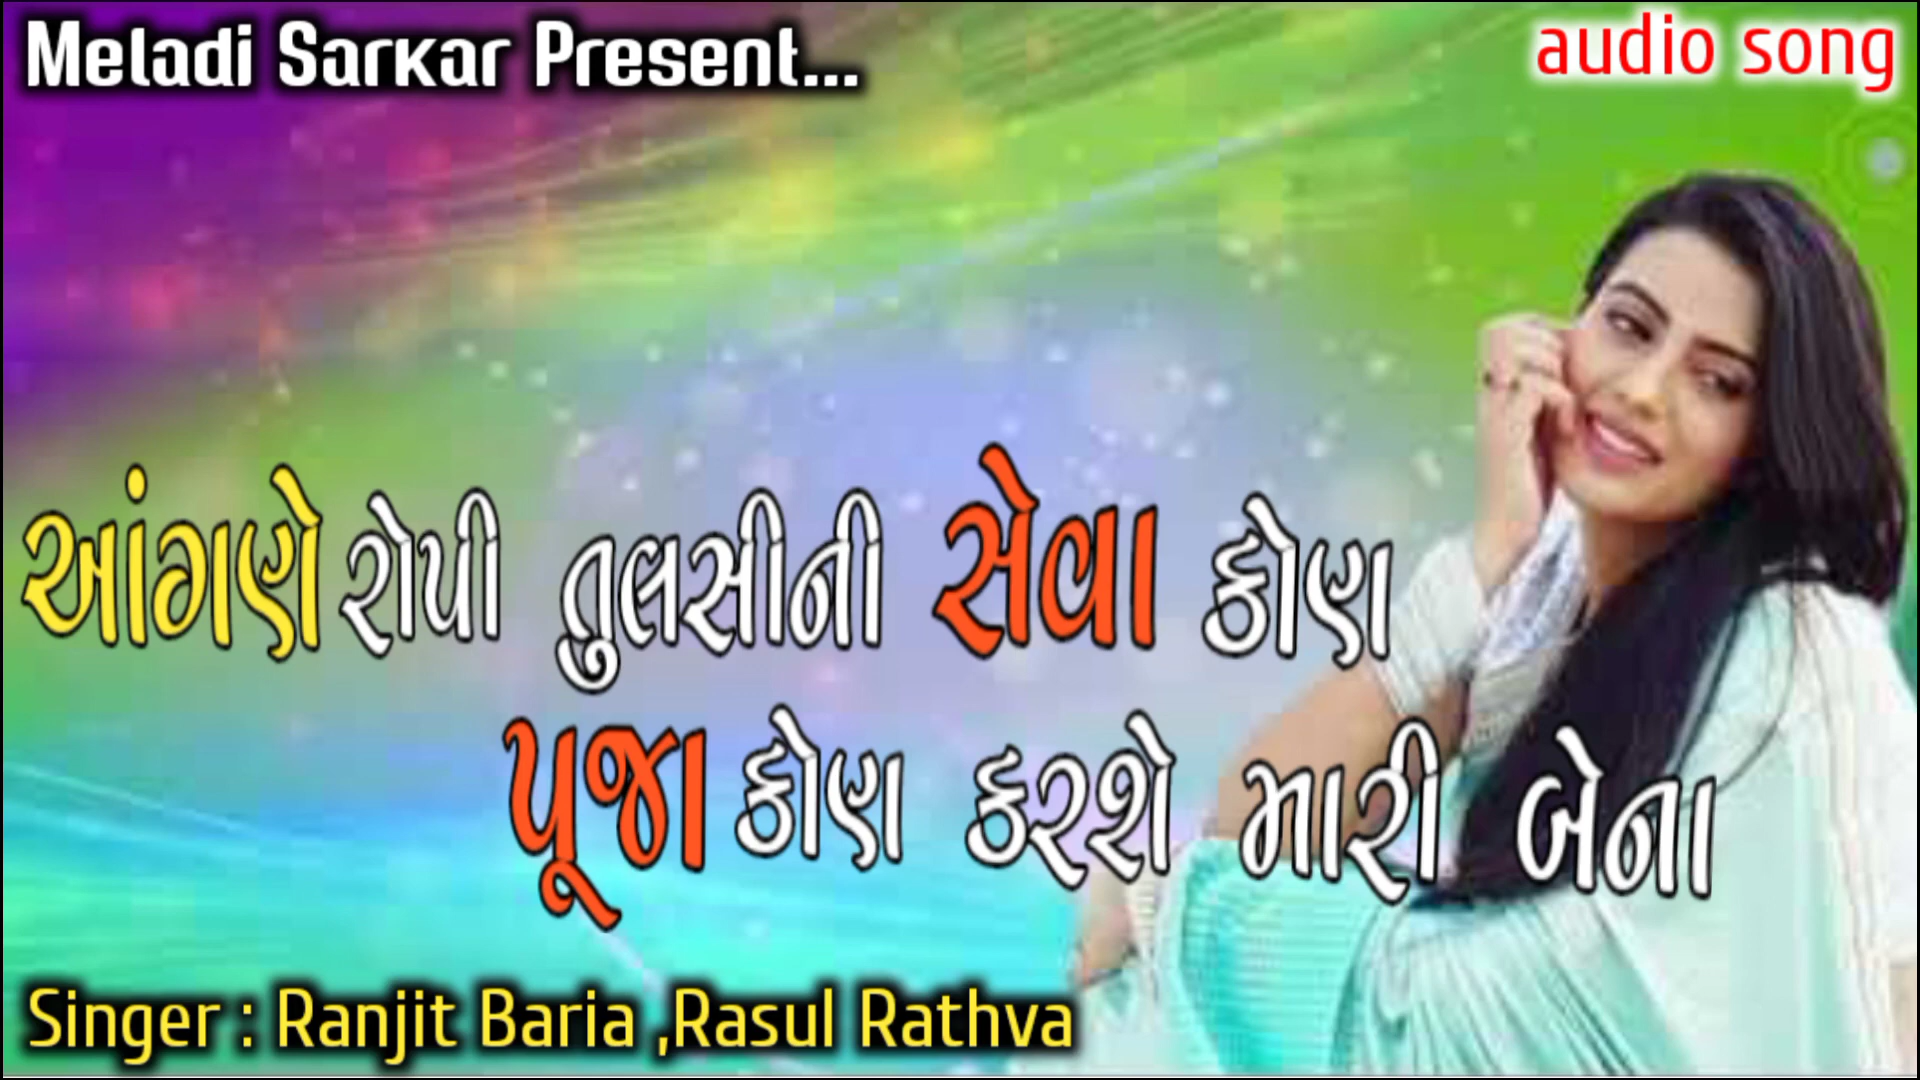 Meladi Sarkar Present...
audio song
આંગણે રોપી તુલસીની સેવા કોણ
પૂજા કોણ કરશે મારી બેના
Singer : Ranjit Baria ,Rasul Rathva